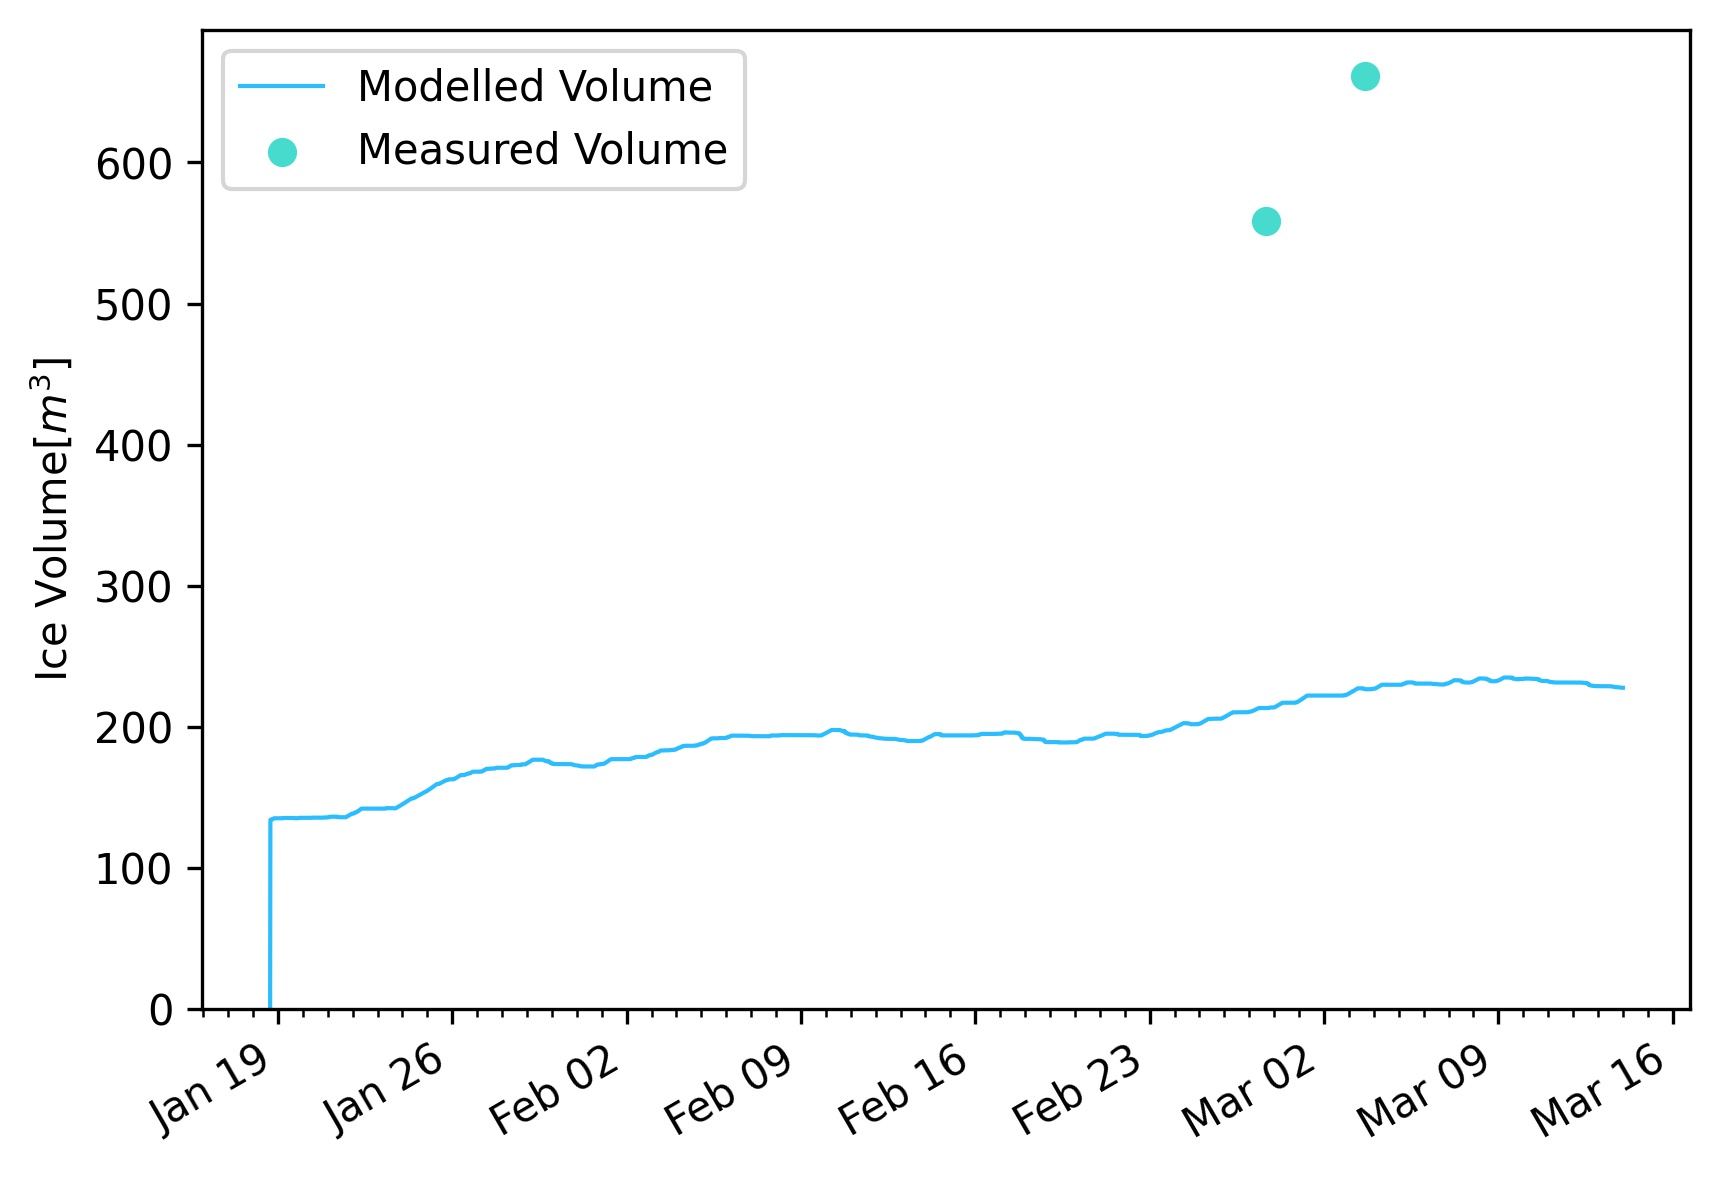 Modelled Volume
Measured Volume
Ice Volume[m³]
600
500
400
300
200
100
0
Jan 19
Jan 26
Feb 02
Feb 09
Feb 16
Feb 23
Mar 02
Mar 09
Mar 16